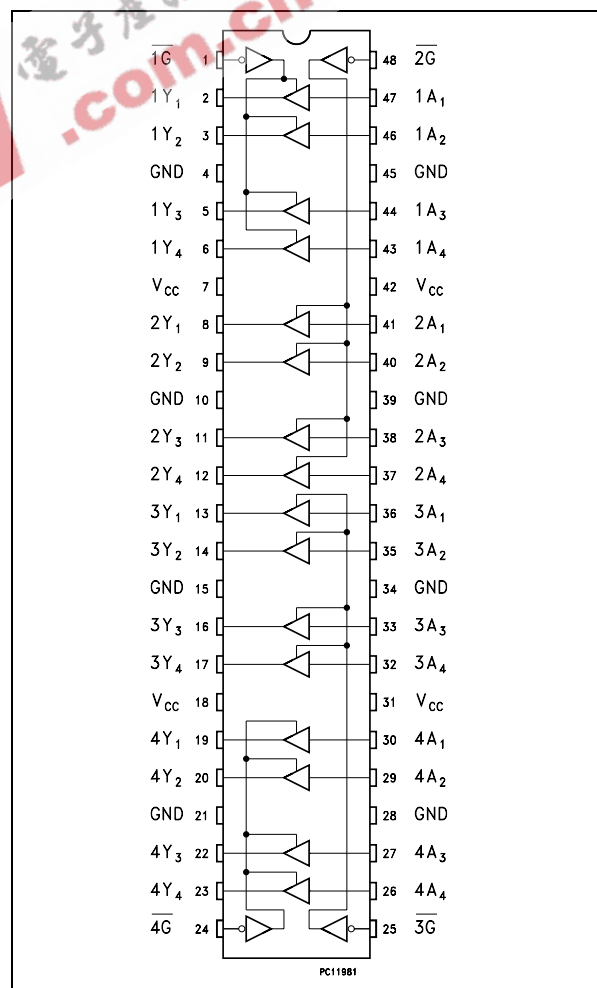 電子產
.com.cn
1G 1 48 2G
1Y1 2 47 1A1
1Y2 3 46 1A2
GND 4 45 GND
1Y3 5 44 1A3
1Y4 6 43 1A4
VCC 7 42 VCC
2Y1 8 41 2A1
2Y2 9 40 2A2
GND 10 39 GND
2Y3 11 38 2A3
2Y4 12 37 2A4
3Y1 13 36 3A1
3Y2 14 35 3A2
GND 15 34 GND
3Y3 16 33 3A3
3Y4 17 32 3A4
VCC 18 31 VCC
4Y1 19 30 4A1
4Y2 20 29 4A2
GND 21 28 GND
4Y3 22 27 4A3
4Y4 23 26 4A4
4G 24 25 3G
PC11981